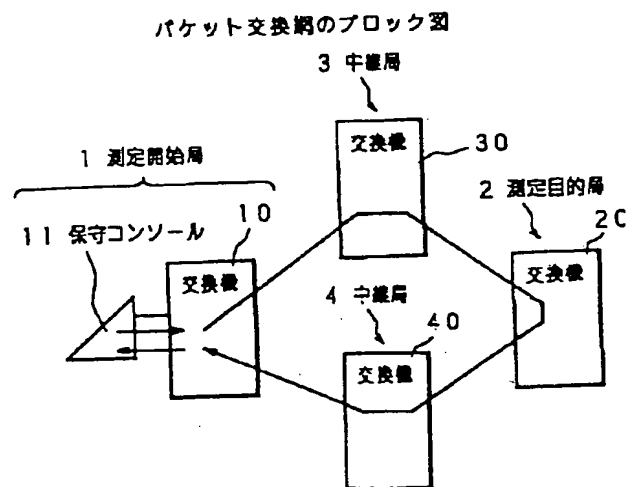 パケット交換網のブロック図
3 中継局
交換機
30
1 測定開始局
11 保守コンソール
10
交換機
2 測定目的局
20
交換機
4 中継局
40
交換機